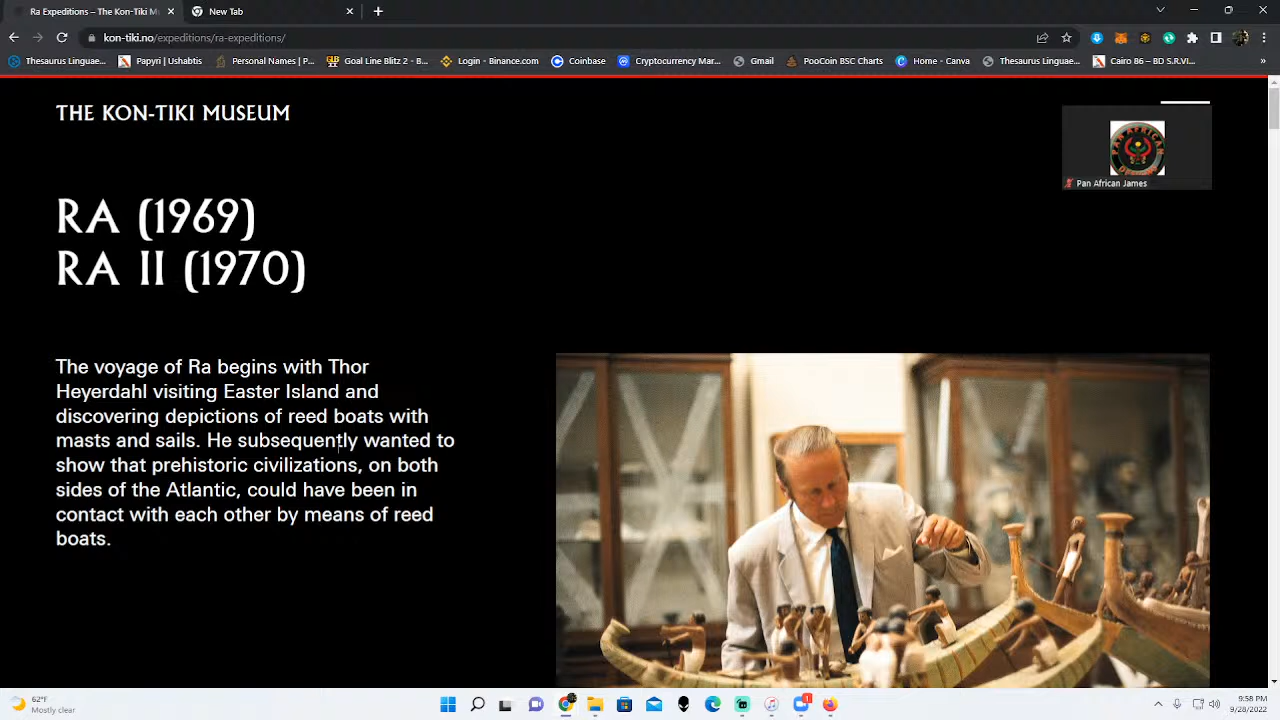 Ra Expeditions – The Kon-Tiki M
New Tab
kon-tiki.no/expeditions/ra-expeditions/
Thesaurus Linguae...
Papyri | Ushabtis
Personal Names | P...
Goal Line Blitz 2 - B...
Login - Binance.com
Coinbase
Cryptocurrency Mar...
Gmail
PooCoin BSC Charts
Home - Canva
Thesaurus Linguae...
Cairo B6 – BD S.R.V/...
THE KON-TIKI MUSEUM
PAN AFRICAN
Pan African James
RA (1969)
RA II (1970)
The voyage of Ra begins with Thor
Heyerdahl visiting Easter Island and
discovering depictions of reed boats with
masts and sails. He subsequently wanted to
show that prehistoric civilizations, on both
sides of the Atlantic, could have been in
contact with each other by means of reed
boats.
62°F
Mostly clear
:58 PM
9/28/2022